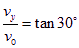 v_y/v_0 = tan 30°